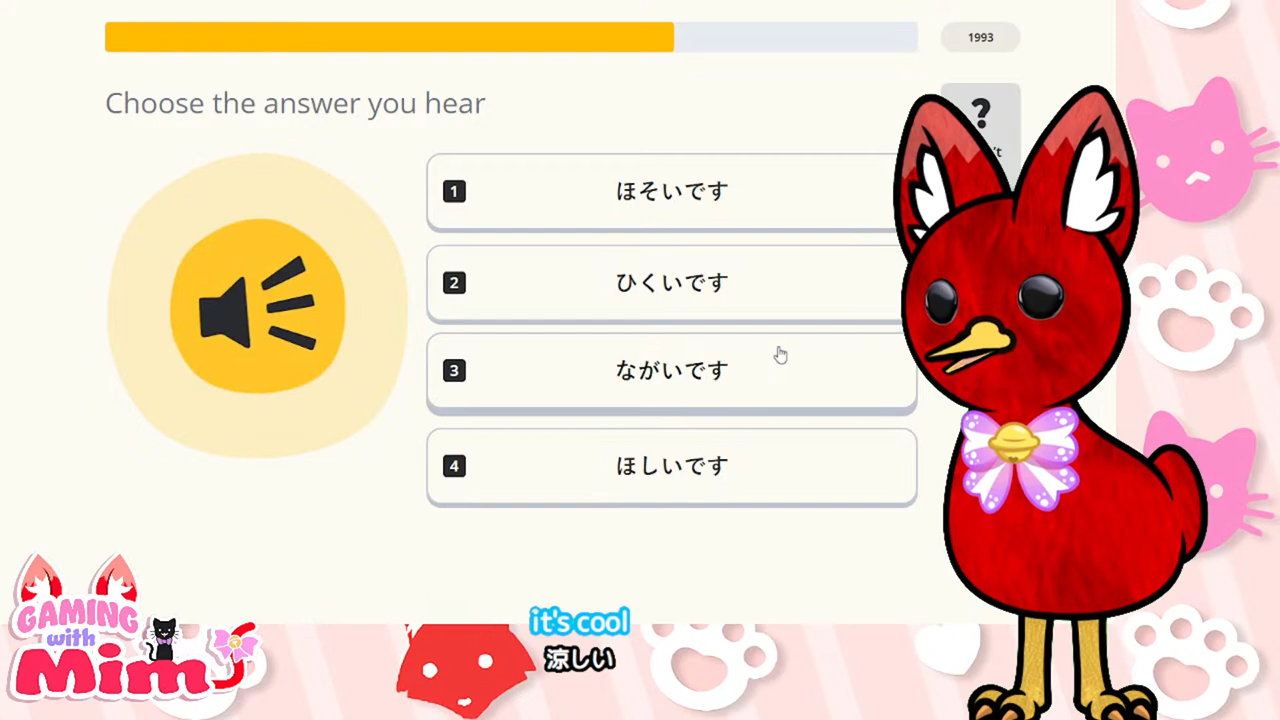 1993
Choose the answer you hear
?
't
1 ほそいです
2 ひくいです
3 ながいです
4 ほしいです
it's cool
涼しい
GAMING
with
Mim